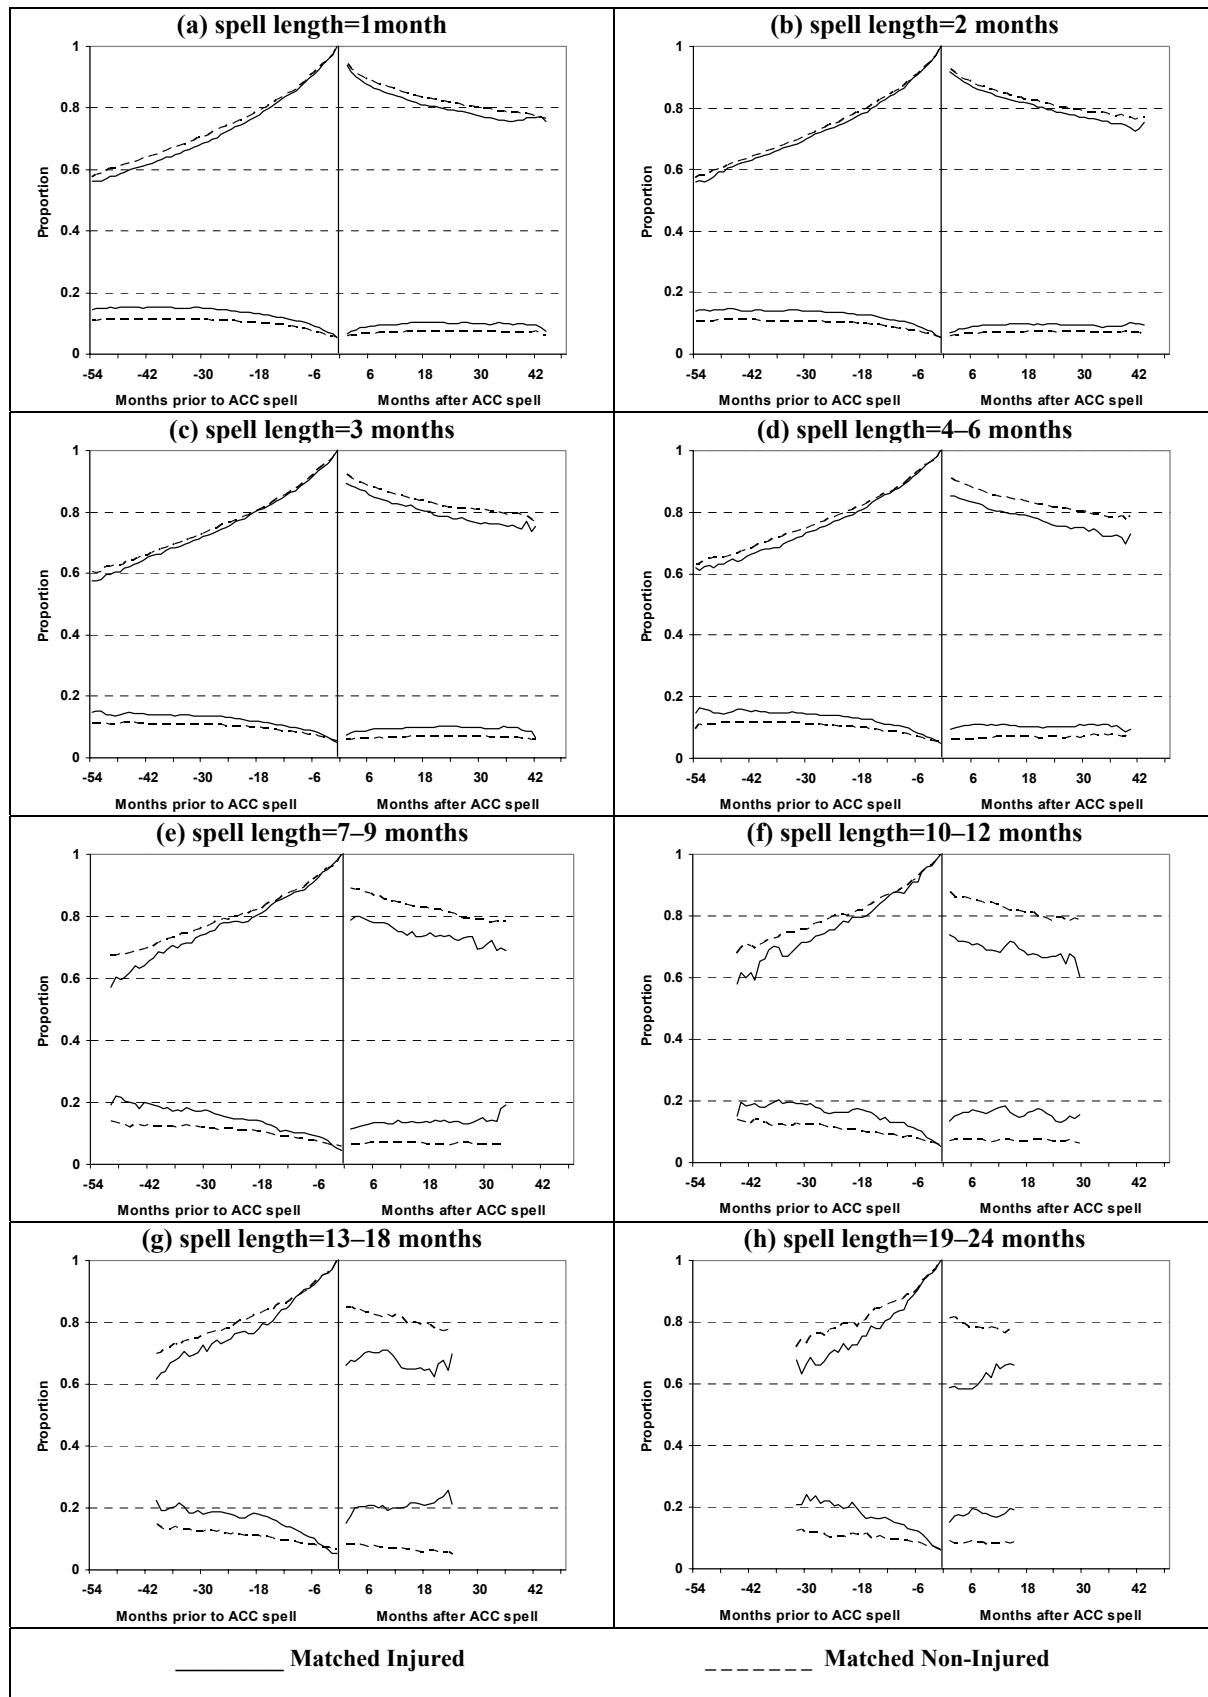 (a) spell length=1month
1
0.8
0.6
0.4
0.2
0
Proportion
-54 -42 -30 -18 -6 6 18 30 42
Months prior to ACC spell Months after ACC spell
(b) spell length=2 months
1
0.8
0.6
0.4
0.2
0
Proportion
-54 -42 -30 -18 -6 6 18 30 42
Months prior to ACC spell Months after ACC spell
(c) spell length=3 months
1
0.8
0.6
0.4
0.2
0
Proportion
-54 -42 -30 -18 -6 6 18 30 42
Months prior to ACC spell Months after ACC spell
(d) spell length=4–6 months
1
0.8
0.6
0.4
0.2
0
Proportion
-54 -42 -30 -18 -6 6 18 30 42
Months prior to ACC spell Months after ACC spell
(e) spell length=7–9 months
1
0.8
0.6
0.4
0.2
0
Proportion
-54 -42 -30 -18 -6 6 18 30 42
Months prior to ACC spell Months after ACC spell
(f) spell length=10–12 months
1
0.8
0.6
0.4
0.2
0
Proportion
-54 -42 -30 -18 -6 6 18 30 42
Months prior to ACC spell Months after ACC spell
(g) spell length=13–18 months
1
0.8
0.6
0.4
0.2
0
Proportion
-54 -42 -30 -18 -6 6 18 30 42
Months prior to ACC spell Months after ACC spell
(h) spell length=19–24 months
1
0.8
0.6
0.4
0.2
0
Proportion
-54 -42 -30 -18 -6 6 18 30 42
Months prior to ACC spell Months after ACC spell
Matched Injured Matched Non-Injured